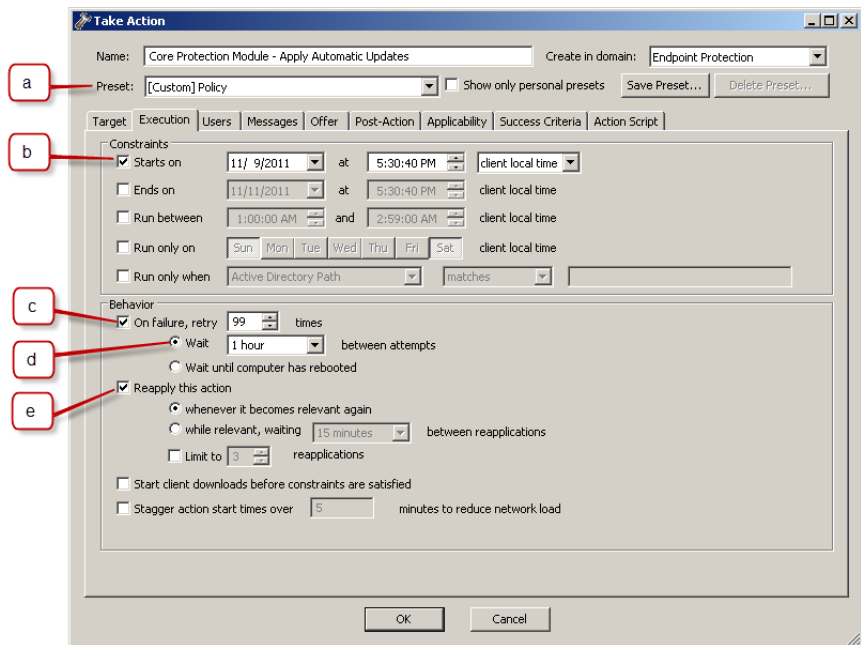 Take Action
Name: Core Protection Module - Apply Automatic Updates Create in domain: Endpoint Protection
a
Preset: [Custom] Policy Show only personal presets Save Preset... Delete Preset...
Target Execution Users Messages Offer Post-Action Applicability Success Criteria Action Script
Constraints
b
Starts on 11/ 9/2011 at 5:30:40 PM client local time
Ends on 11/11/2011 at 5:30:40 PM client local time
Run between 1:00:00 AM and 2:59:00 AM client local time
Run only on Sun Mon Tue Wed Thu Fri Sat client local time
Run only when Active Directory Path matches
Behavior
c
On failure, retry 99 times
d
Wait 1 hour between attempts
Wait until computer has rebooted
e
Reapply this action
whenever it becomes relevant again
while relevant, waiting 15 minutes between reapplications
Limit to 3 reapplications
Start client downloads before constraints are satisfied
Stagger action start times over 5 minutes to reduce network load
OK Cancel